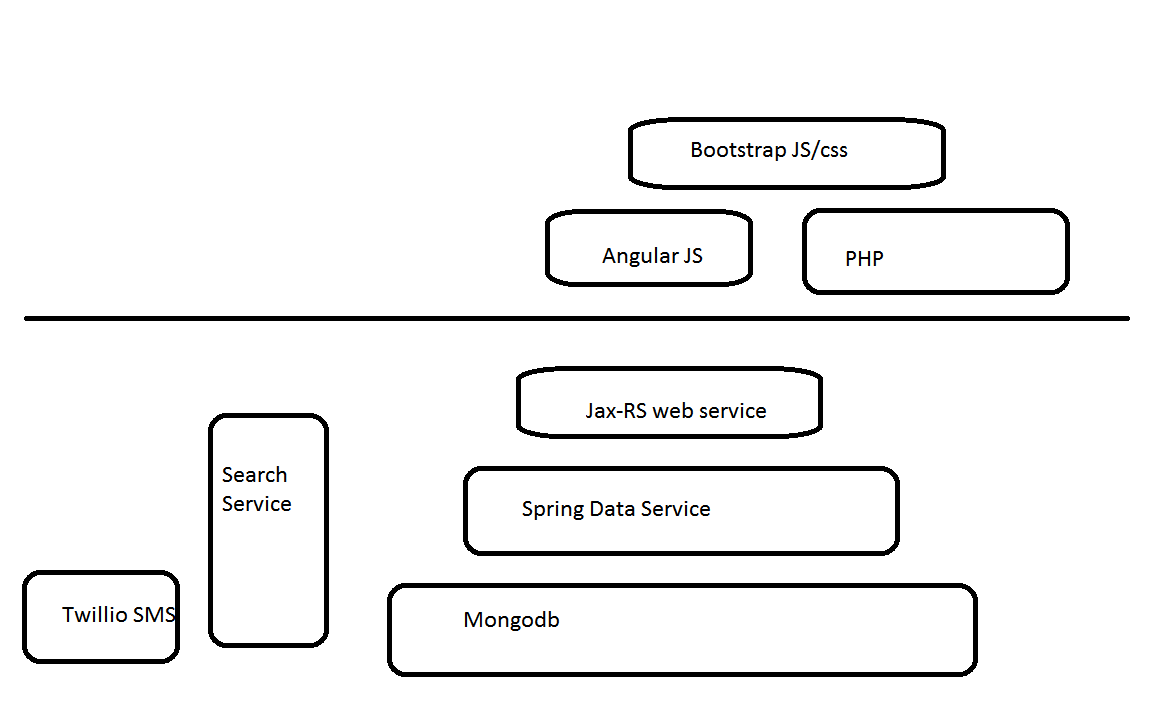 Bootstrap JS/css
Angular JS
PHP
Jax-RS web service
Search
Service
Spring Data Service
Twillio SMS
Mongodb